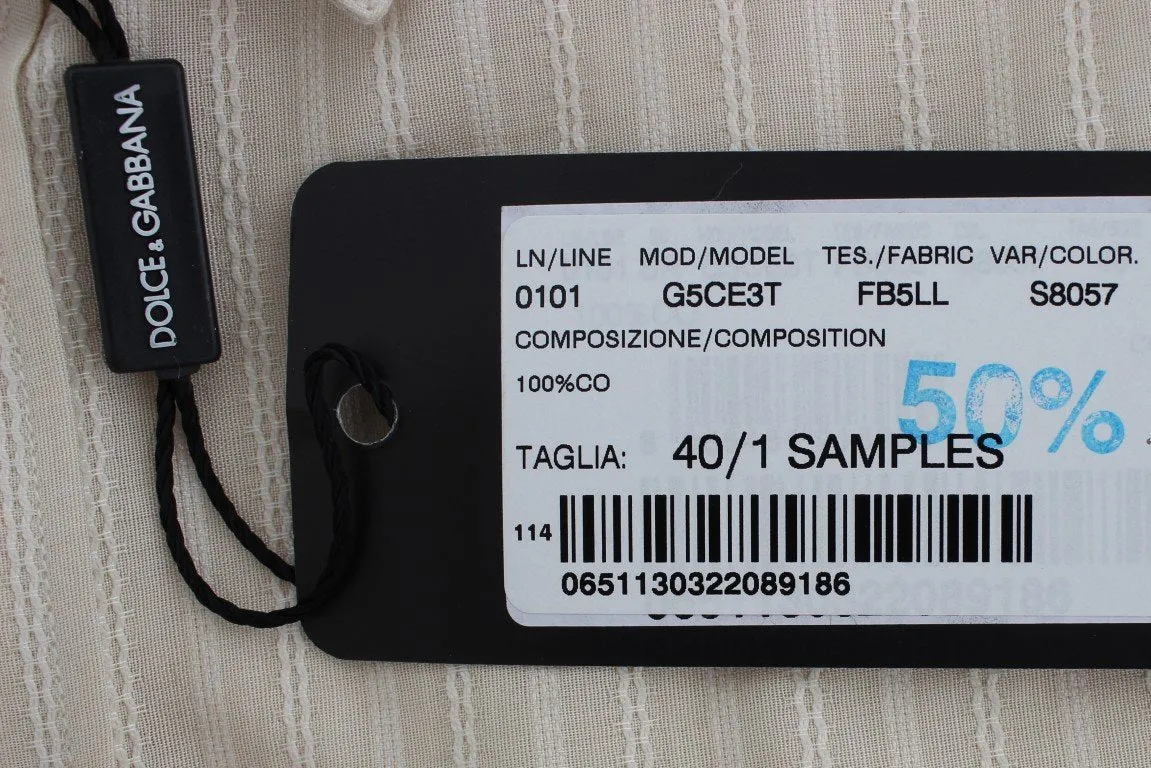 DOLCE & GABBANA
LN/LINE MOD/MODEL TES./FABRIC VAR/COLOR.
0101 G5CE3T FB5LL S8057
COMPOSIZIONE/COMPOSITION
100%CO
50%
TAGLIA: 40/1 SAMPLES
114
0651130322089186